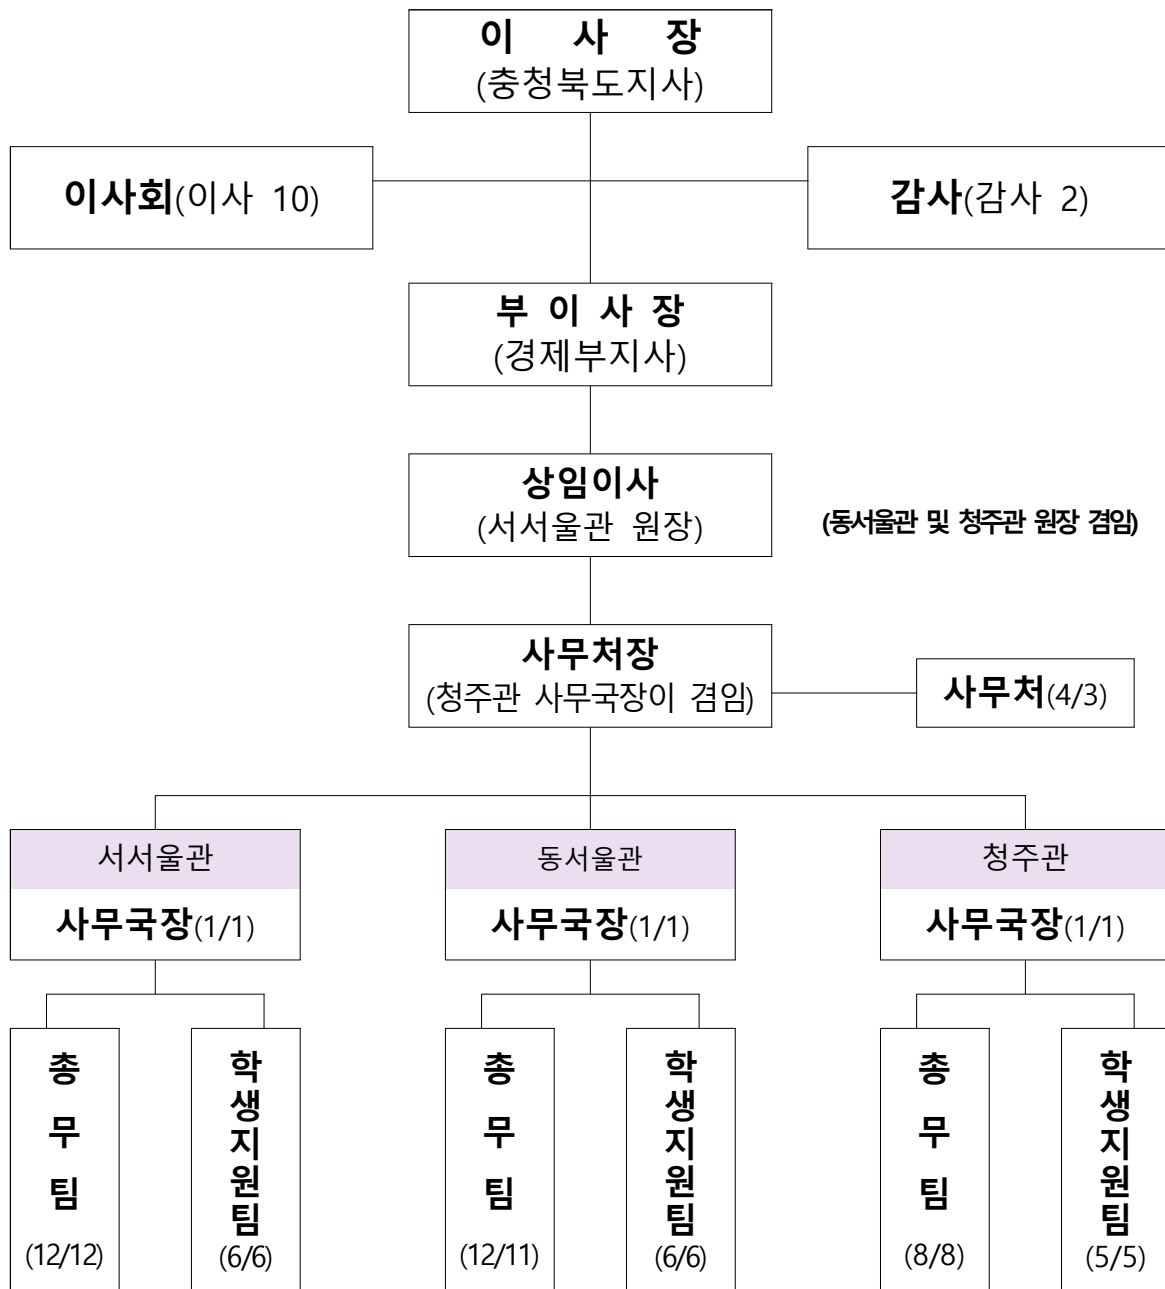 이 사 장
(충청북도지사)
이사회(이사 10)
감사(감사 2)
부 이 사 장
(경제부지사)
상임이사
(서서울관 원장)
(동서울관 및 청주관 원장 겸임)
사무처장
(청주관 사무국장이 겸임)
사무처(4/3)
서서울관
사무국장(1/1)
동서울관
사무국장(1/1)
청주관
사무국장(1/1)
총무팀
(12/12)
학생지원팀
(6/6)
총무팀
(12/11)
학생지원팀
(6/6)
총무팀
(8/8)
학생지원팀
(5/5)